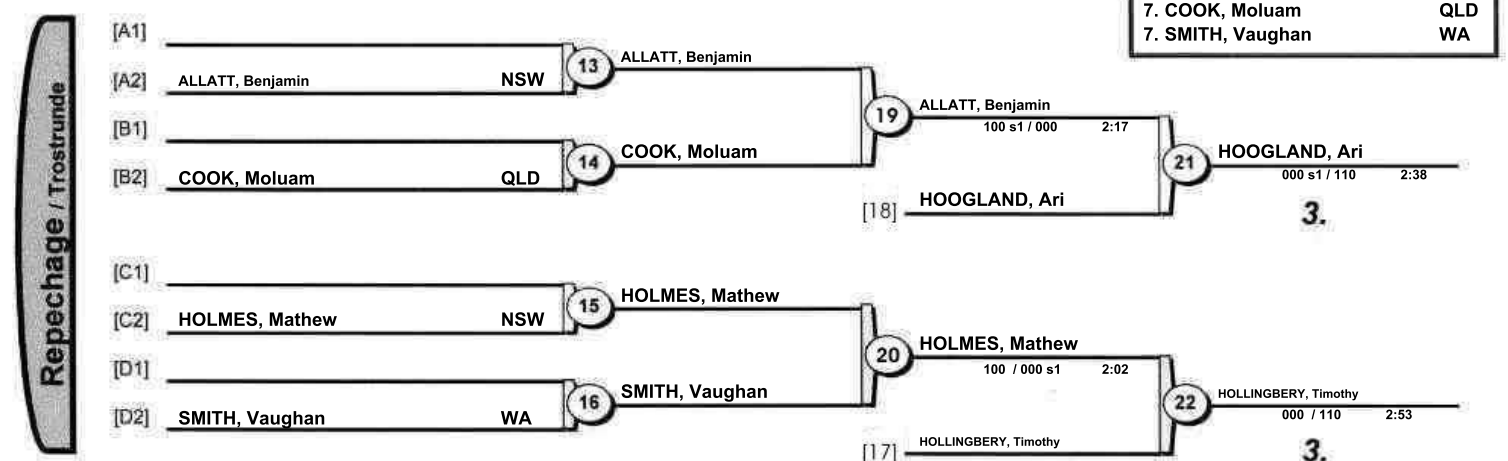 7. COOK, Moluam QLD
7. SMITH, Vaughan WA
Repechage / Trostrunde
[A1]
[A2] ALLATT, Benjamin NSW
13 ALLATT, Benjamin
[B1]
[B2] COOK, Moluam QLD
14 COOK, Moluam
19 ALLATT, Benjamin
100 s1 / 000 2:17
[18] HOOGLAND, Ari
21 HOOGLAND, Ari
000 s1 / 110 2:38
3.
[C1]
[C2] HOLMES, Mathew NSW
15 HOLMES, Mathew
[D1]
[D2] SMITH, Vaughan WA
16 SMITH, Vaughan
20 HOLMES, Mathew
100 / 000 s1 2:02
[17] HOLLINGBERY, Timothy
22 HOLLINGBERY, Timothy
000 / 110 2:53
3.